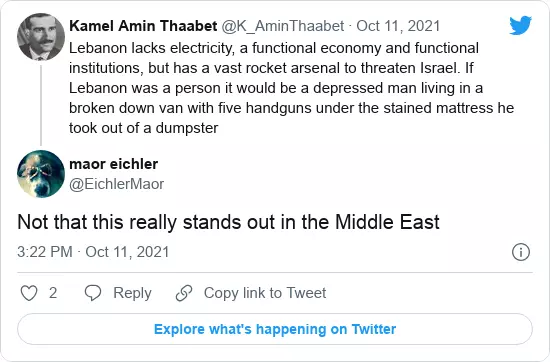 Kamel Amin Thaabet @K_AminThaabet · Oct 11, 2021
Lebanon lacks electricity, a functional economy and functional
institutions, but has a vast rocket arsenal to threaten Israel. If
Lebanon was a person it would be a depressed man living in a
broken down van with five handguns under the stained mattress he
took out of a dumpster
maor eichler
@EichlerMaor
Not that this really stands out in the Middle East
3:22 PM · Oct 11, 2021
2 Reply Copy link to Tweet
Explore what's happening on Twitter